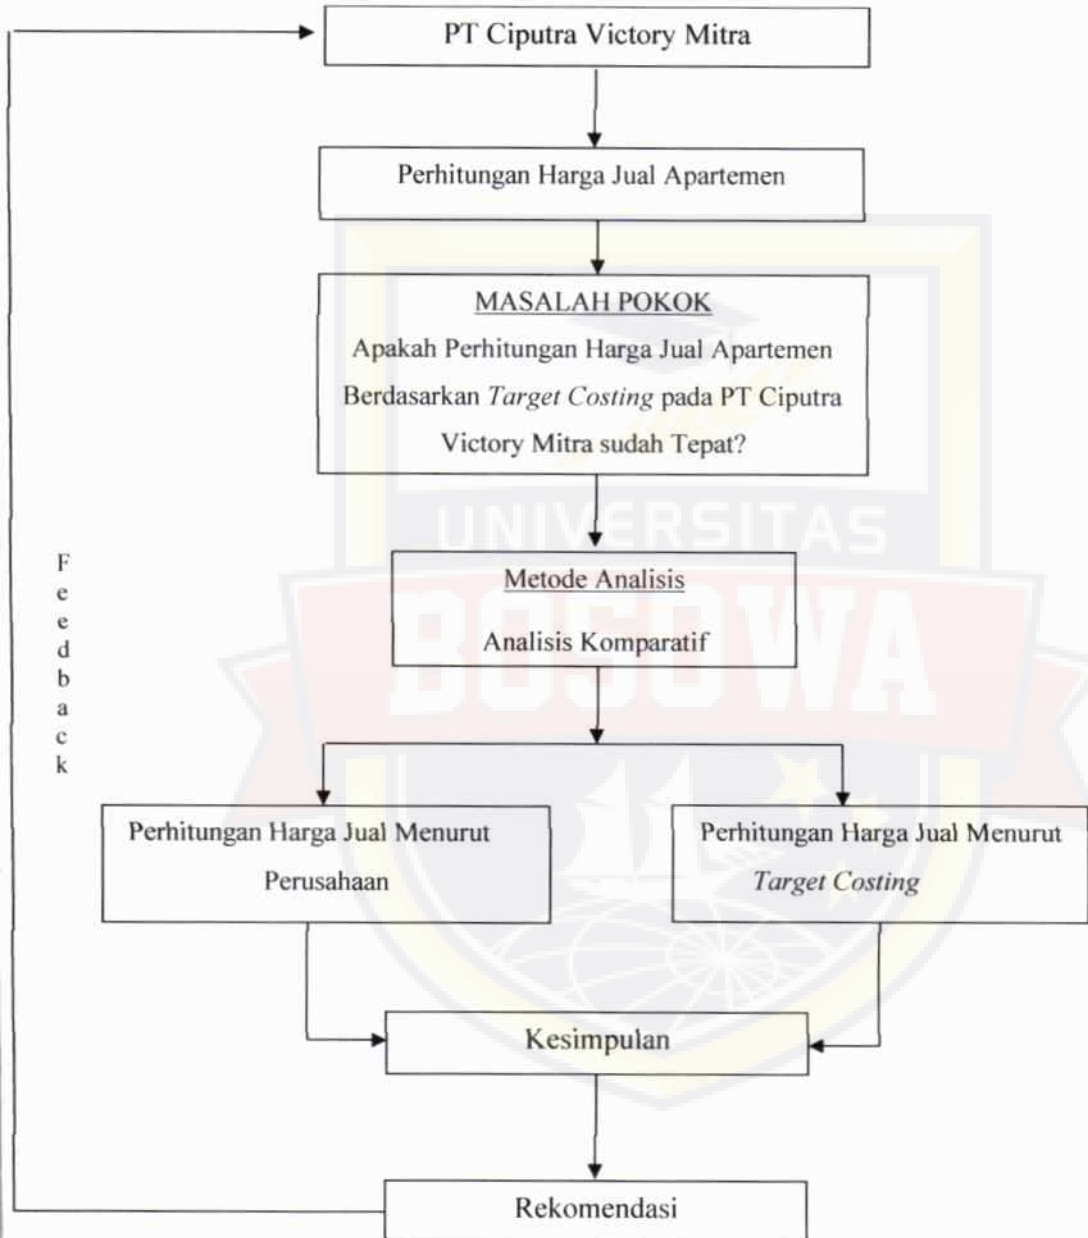 PT Ciputra Victory Mitra
Perhitungan Harga Jual Apartemen
MASALAH POKOK
Apakah Perhitungan Harga Jual Apartemen
Berdasarkan Target Costing pada PT Ciputra
Victory Mitra sudah Tepat?
UNIVERSITAS
Metode Analisis
Analisis Komparatif
BOSOWA
Feedback
Perhitungan Harga Jual Menurut
Perusahaan
Perhitungan Harga Jual Menurut
Target Costing
Kesimpulan
Rekomendasi